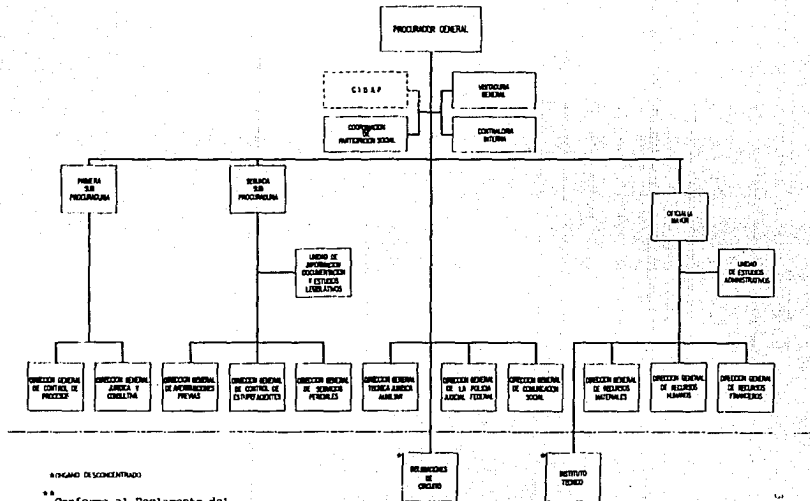 PROCURADOR GENERAL
CIDAP
VISITADURIA
GENERAL
COORDINACION
DE
PARTICIPACION SOCIAL
CONTRALORIA
INTERNA
PRIMERA
SUB
PROCURADURIA
SEGUNDA
SUB
PROCURADURIA
OFICIALIA
MAYOR
UNIDAD DE
INFORMACION
DOCUMENTACION
Y ESTUDIOS
LEGISLATIVOS
UNIDAD
DE ESTUDIOS
ADMINISTRATIVOS
DIRECCION GENERAL
DE CONTROL DE
PROCESOS
DIRECCION GENERAL
JURIDICA Y
CONSULTIVA
DIRECCION GENERAL
DE AVERIGUACIONES
PREVIAS
DIRECCION GENERAL
DE CONTROL DE
ESTUPEFACIENTES
DIRECCION GENERAL
DE SERVICIOS
PERICIALES
DIRECCION GENERAL
TECNICA JURIDICA
AUXILIAR
DIRECCION GENERAL
DE LA POLICIA
JUDICIAL FEDERAL
DIRECCION GENERAL
DE COMUNICACION
SOCIAL
DIRECCION GENERAL
DE RECURSOS
MATERIALES
DIRECCION GENERAL
DE RECURSOS
HUMANOS
DIRECCION GENERAL
DE RECURSOS
FINANCIEROS
* DELEGACIONES
DE
CIRCUITO
* INSTITUTO
TECNICO
* ORGANO DESCONCENTRADO
** Conforme al Reglamento del